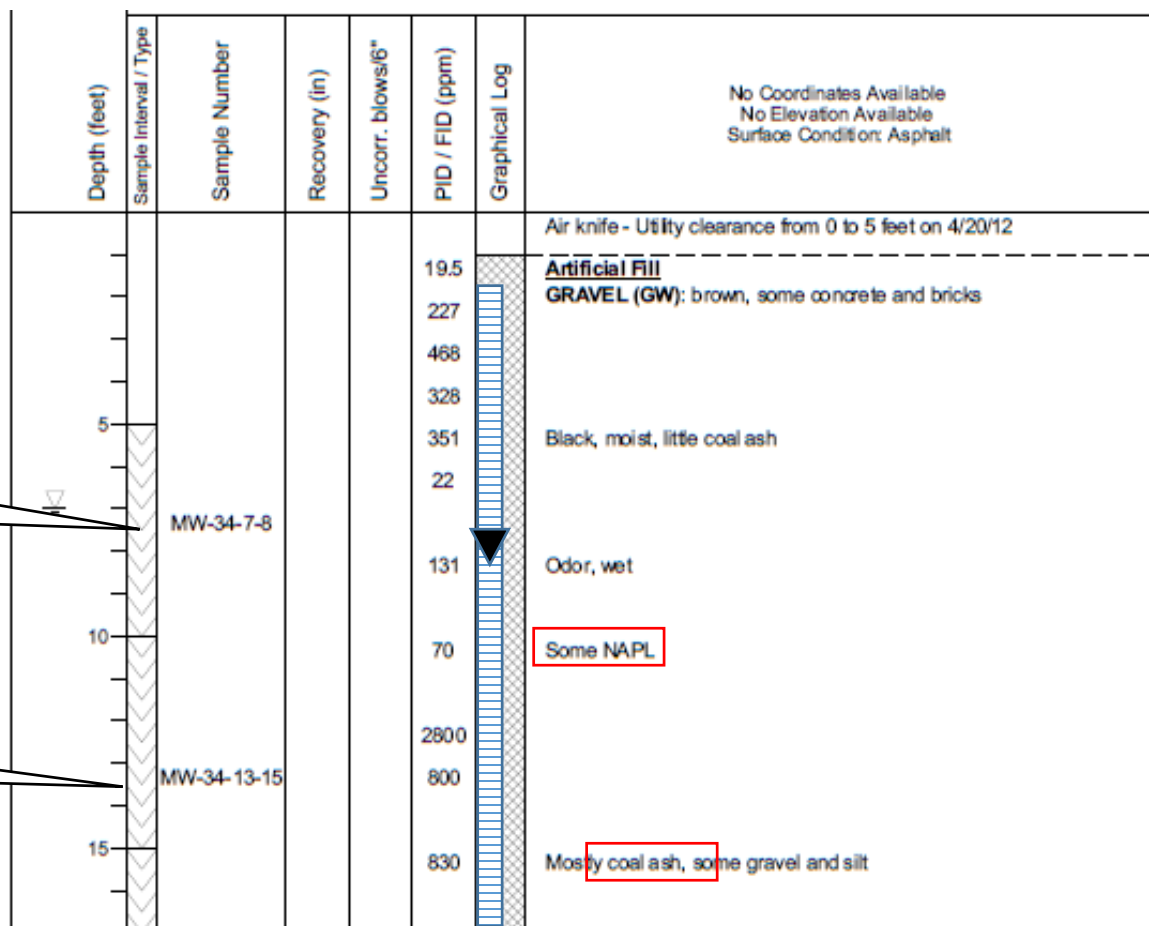 Depth (feet)
Sample Interval / Type
Sample Number
Recovery (in)
Uncorr. blows/6"
PID / FID (ppm)
Graphical Log
No Coordinates Available
No Elevation Available
Surface Condition: Asphalt
Air knife - Utility clearance from 0 to 5 feet on 4/20/12
19.5 Artificial Fill
GRAVEL (GW): brown, some concrete and bricks
227
468
328
5 351 Black, moist, little coal ash
22
MW-34-7-8
131 Odor, wet
10 70 Some NAPL
2800
MW-34-13-15 800
15 830 Mostly coal ash, some gravel and silt